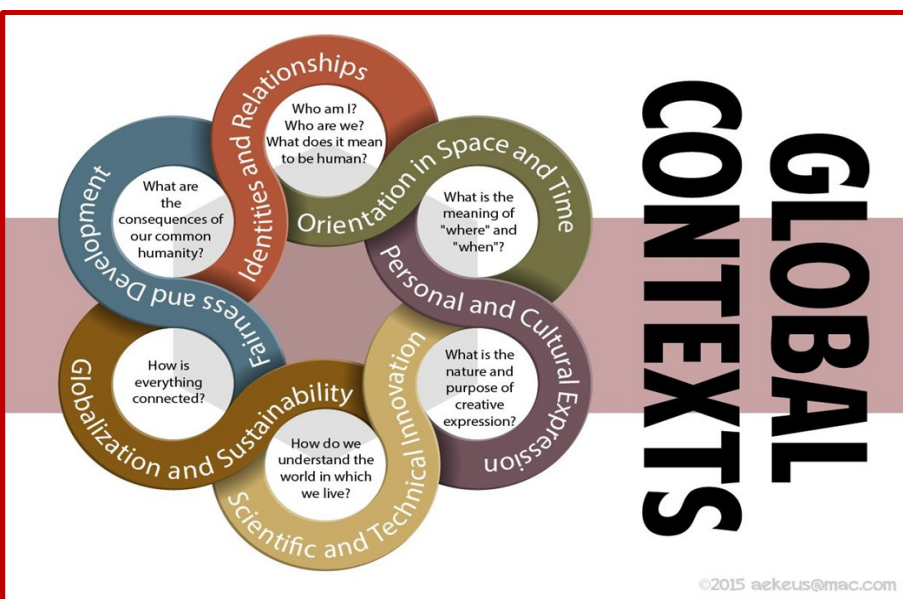 Identities and Relationships
Who am I?
Who are we?
What does it mean
to be human?
Orientation in Space and Time
What is the
meaning of
"where" and
"when"?
Personal and Cultural Expression
What is the
nature and
purpose of
creative
expression?
Scientific and Technical Innovation
How do we
understand the
world in which
we live?
Globalization and Sustainability
How is
everything
connected?
Fairness and Development
What are
the
consequences of
our common
humanity?
GLOBAL
CONTEXTS
©2015 aekeus@mac.com